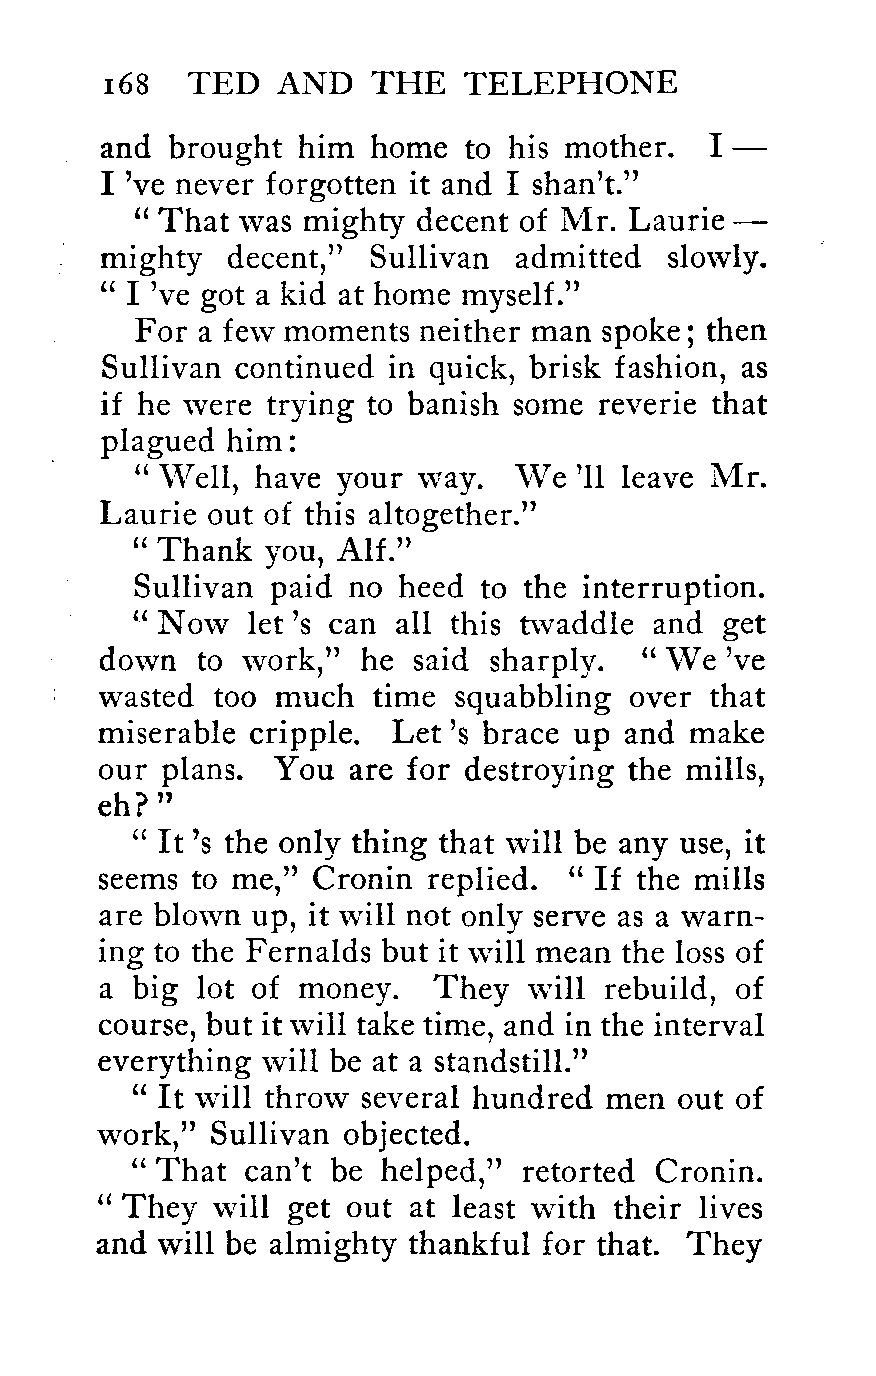 168 TED AND THE TELEPHONE
and brought him home to his mother. I —
I 've never forgotten it and I shan't."
" That was mighty decent of Mr. Laurie —
mighty decent," Sullivan admitted slowly.
" I 've got a kid at home myself."
For a few moments neither man spoke; then
Sullivan continued in quick, brisk fashion, as
if he were trying to banish some reverie that
plagued him:
" Well, have your way. We 'll leave Mr.
Laurie out of this altogether."
" Thank you, Alf."
Sullivan paid no heed to the interruption.
" Now let 's can all this twaddle and get
down to work," he said sharply. " We 've
wasted too much time squabbling over that
miserable cripple. Let 's brace up and make
our plans. You are for destroying the mills,
eh? "
" It 's the only thing that will be any use, it
seems to me," Cronin replied. " If the mills
are blown up, it will not only serve as a warn-
ing to the Fernalds but it will mean the loss of
a big lot of money. They will rebuild, of
course, but it will take time, and in the interval
everything will be at a standstill."
" It will throw several hundred men out of
work," Sullivan objected.
" That can't be helped," retorted Cronin.
" They will get out at least with their lives
and will be almighty thankful for that. They